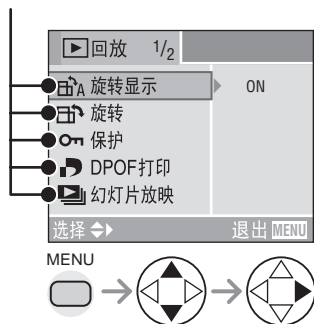 回放 1/2
旋转显示 ON
旋转
保护
DPOF打印
幻灯片放映
选择 退出 MENU
MENU